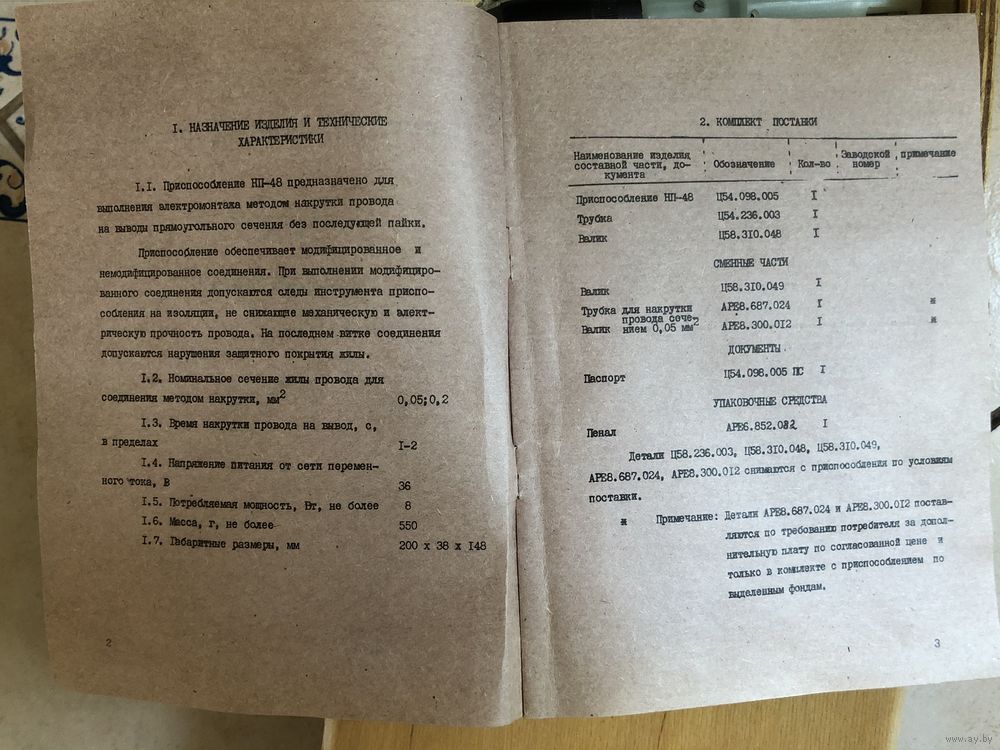 I. НАЗНАЧЕНИЕ ИЗДЕЛИЯ И ТЕХНИЧЕСКИЕ
ХАРАКТЕРИСТИКИ
I.I. Приспособление НП-48 предназначено для
выполнения электромонтажа методом накрутки провода
на выводы прямоугольного сечения без последующей пайки.
Приспособление обеспечивает модифицированное и
немодифицированное соединения. При выполнении модифициро-
ванного соединения допускаются следы инструмента приспо-
собления на изоляции, не снижающие механическую и элект-
рическую прочность провода. На последнем витке соединения
допускаются нарушения защитного покрытия жилы.
I.2. Номинальное сечение жилы провода для
соединения методом накрутки, мм2 0,05;0,2
I.3. Время накрутки провода на вывод, с,
в пределах I-2
I.4. Напряжение питания от сети перемен-
ного тока, В 36
I.5. Потребляемая мощность, Вт, не более 8
I.6. Масса, г, не более 550
I.7. Габаритные размеры, мм 200 х 38 х I48
2
2. КОМПЛЕКТ ПОСТАВКИ
Наименование изделия, составной части, до- кумента Обозначение Кол-во Заводской номер примечание
Приспособление НП-48 Ц54.098.005 I
Трубка Ц54.236.003 I
Валик Ц58.3I0.048 I
СМЕННЫЕ ЧАСТИ
Валик Ц58.3I0.049 I
Трубка для накрутки АРЕ8.687.024 I *
провода сече-
Валик нием 0,05 мм2 АРЕ8.300.0I2 I *
ДОКУМЕНТЫ
Паспорт Ц54.098.005 ПС I
УПАКОВОЧНЫЕ СРЕДСТВА
Пенал I
Детали Ц58.236.003, Ц58.3I0.048, Ц58.3I0.049,
АРЕ8.687.024, АРЕ8.300.0I2 снимаются с приспособления по условиям
поставки.
* Примечание: Детали АРЕ8.687.024 и АРЕ8.300.0I2 постав-
ляются по требованию потребителя за допол-
нительную плату по согласованной цене и
только в комплекте с приспособлением по
выделенным фондам.
3
www.ay.by